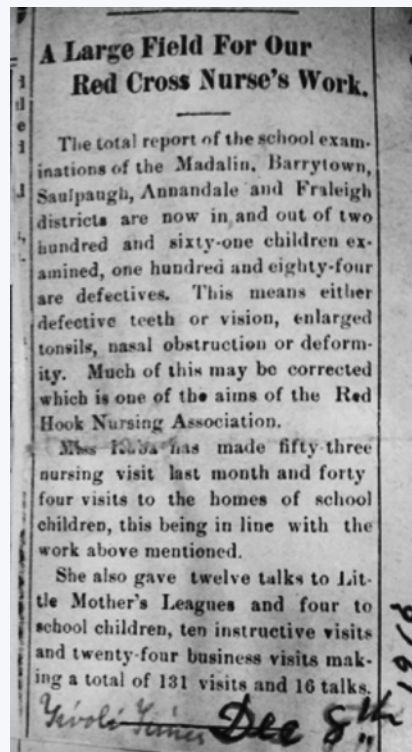 A Large Field For Our
Red Cross Nurse's Work.
The total report of the school exam-
inations of the Madalin, Barrytown,
Saulpaugh, Annandale and Fraleigh
districts are now in and out of two
hundred and sixty-one children ex-
amined, one hundred and eighty-four
are defectives. This means either
defective teeth or vision, enlarged
tonsils, nasal obstruction or deform-
ity. Much of this may be corrected
which is one of the aims of the Red
Hook Nursing Association.
Miss has made fifty-three
nursing visit last month and forty
four visits to the homes of school
children, this being in line with the
work above mentioned.
She also gave twelve talks to Lit-
tle Mother's Leagues and four to
school children, ten instructive visits
and twenty-four business visits mak-
ing a total of 131 visits and 16 talks.
Tivoli Times Dec 8th